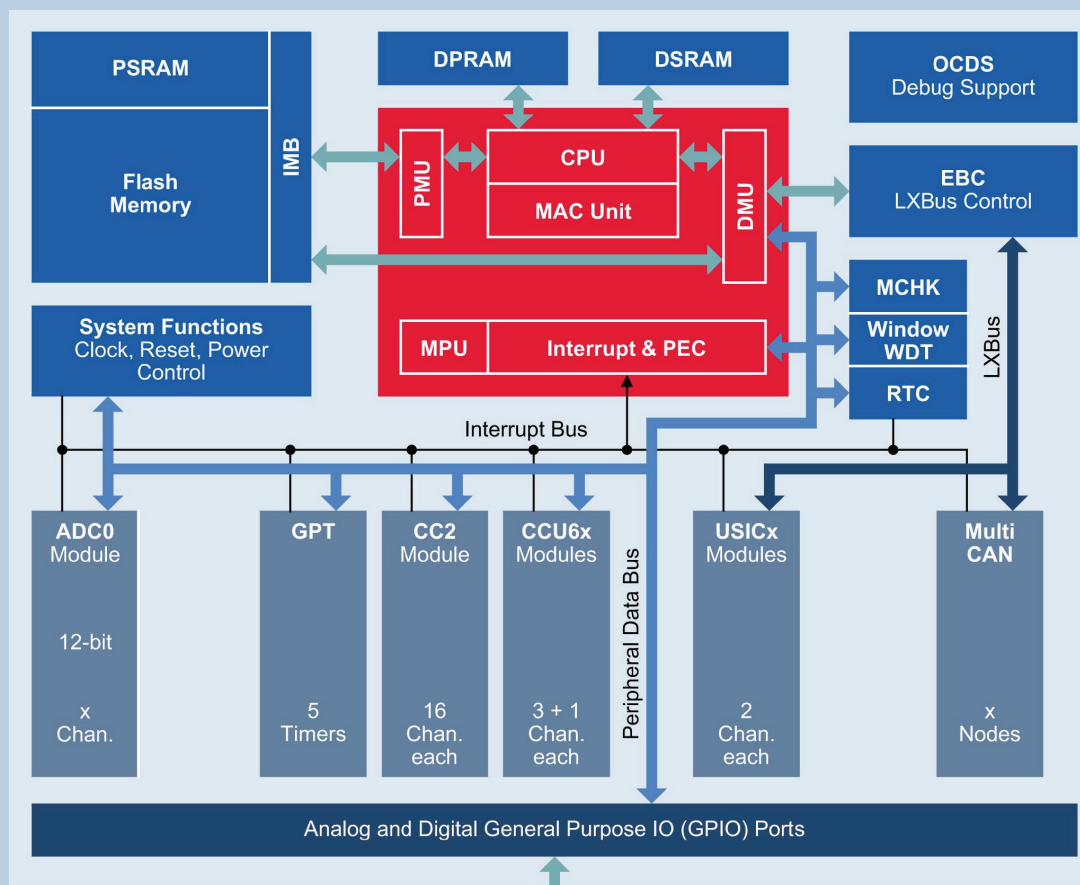 PSRAM
Flash
Memory
IMB
DPRAM
DSRAM
PMU
CPU
MAC Unit
DMU
MPU
Interrupt & PEC
OCDS
Debug Support
EBC
LXBus Control
MCHK
Window
WDT
RTC
LXBus
System Functions
Clock, Reset, Power
Control
Interrupt Bus
ADC0
Module
12-bit
x
Chan.
GPT
5
Timers
CC2
Module
16
Chan.
each
CCU6x
Modules
3 + 1
Chan.
each
Peripheral Data Bus
USICx
Modules
2
Chan.
each
Multi
CAN
x
Nodes
Analog and Digital General Purpose IO (GPIO) Ports